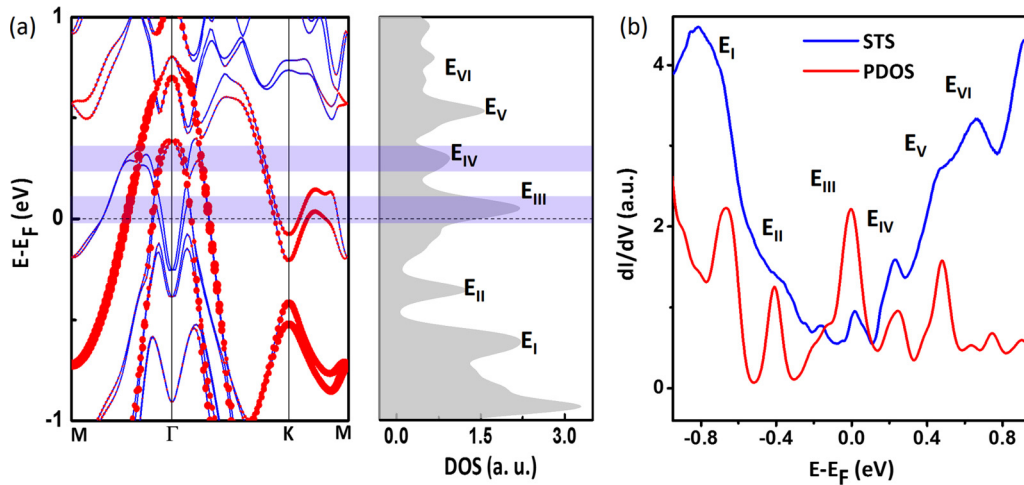 (a)
E-E_F (eV)
1
0
-1
M
Γ
K
M
E_VI
E_V
E_IV
E_III
E_II
E_I
0.0
1.5
3.0
DOS (a. u.)
(b)
STS
PDOS
E_I
E_II
E_III
E_IV
E_V
E_VI
dI/dV (a.u.)
4
2
0
-0.8
-0.4
0.0
0.4
0.8
E-E_F (eV)